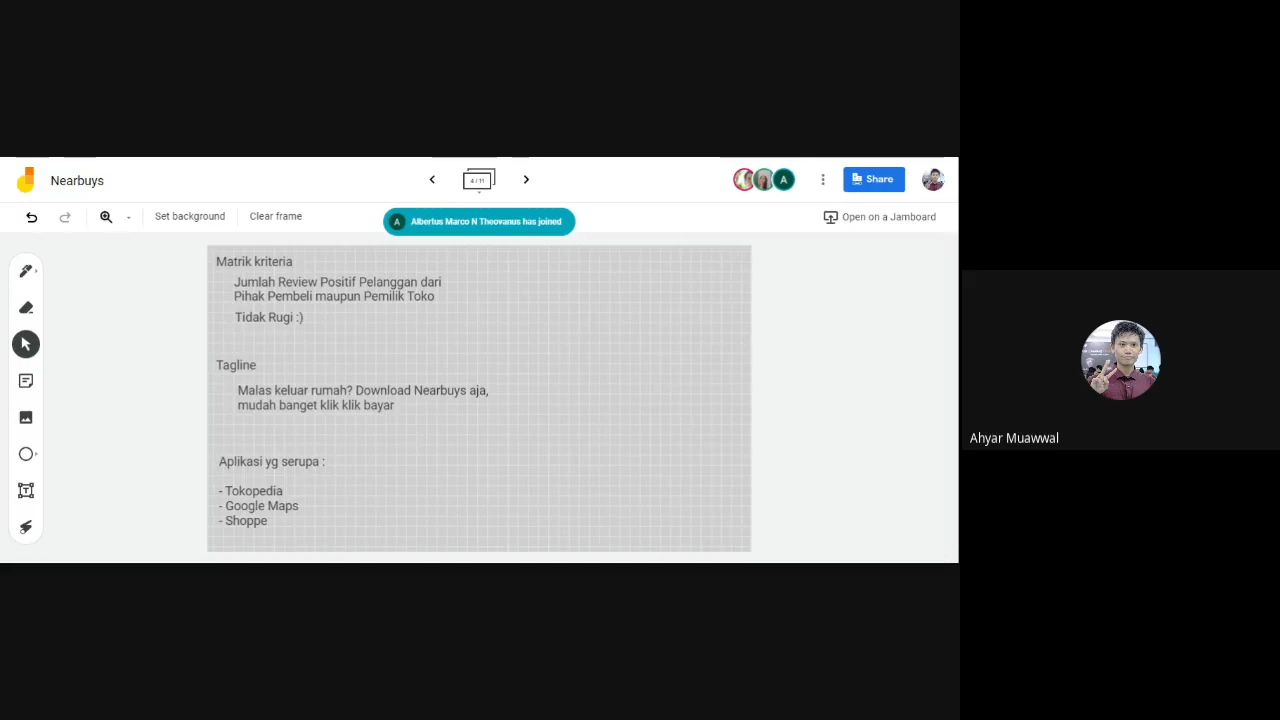 Nearbuys
4 / 11
A
Share
Set background
Clear frame
A Albertus Marco N Theovanus has joined
Open on a Jamboard
Matrik kriteria
Jumlah Review Positif Pelanggan dari
Pihak Pembeli maupun Pemilik Toko
Tidak Rugi :)
Tagline
Malas keluar rumah? Download Nearbuys aja,
mudah banget klik klik bayar
Aplikasi yg serupa :
- Tokopedia
- Google Maps
- Shoppe
Ahyar Muawwal